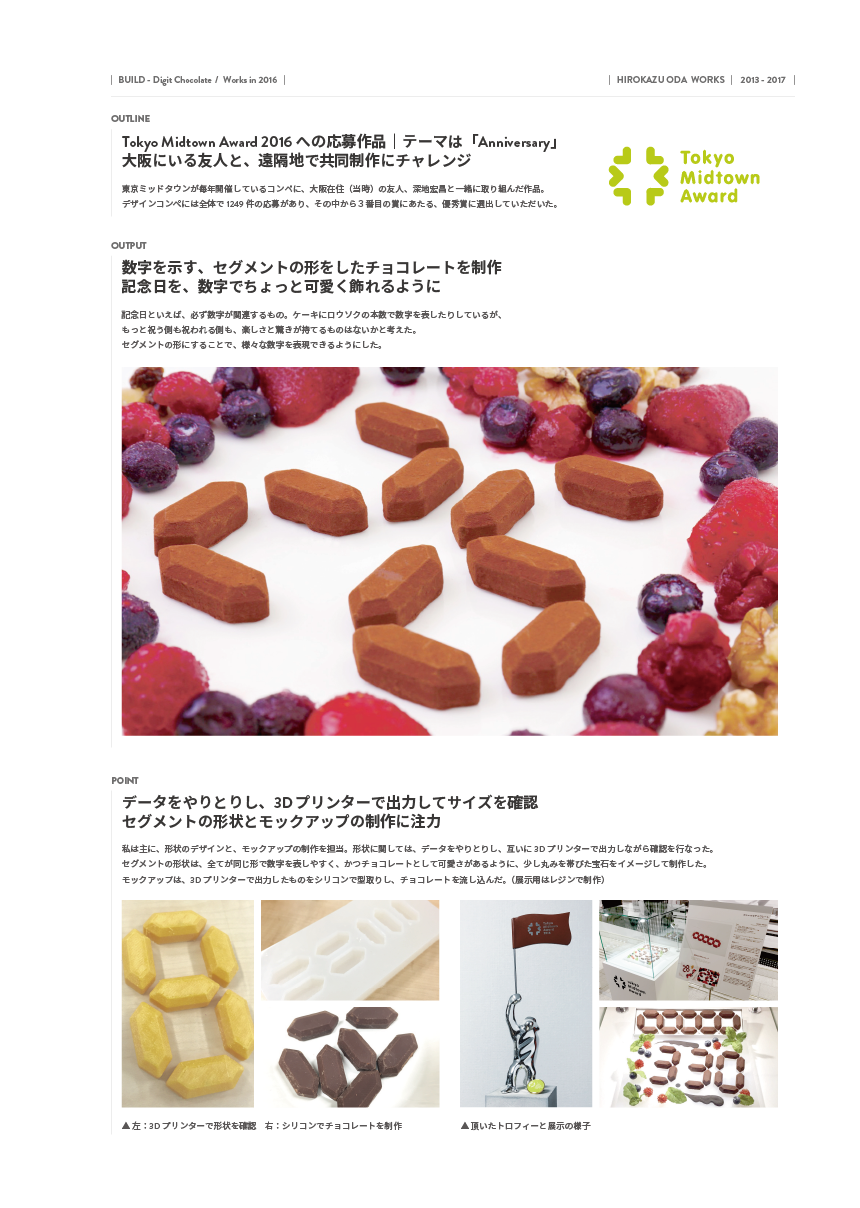 BUILD - Digit Chocolate / Works in 2016
HIROKAZU ODA WORKS | 2013 - 2017
OUTLINE
Tokyo Midtown Award 2016 への応募作品｜テーマは「Anniversary」
大阪にいる友人と、遠隔地で共同制作にチャレンジ
Tokyo
Midtown
Award
東京ミッドタウンが毎年開催しているコンペに、大阪在住（当時）の友人、深地宏昌と一緒に取り組んだ作品。
デザインコンペには全体で 1249 件の応募があり、その中から３番目の賞にあたる、優秀賞に選出していただいた。
OUTPUT
数字を示す、セグメントの形をしたチョコレートを制作
記念日を、数字でちょっと可愛く飾れるように
記念日といえば、必ず数字が関連するもの。ケーキにロウソクの本数で数字を表したりしているが、
もっと祝う側も祝われる側も、楽しさと驚きが持てるものはないかと考えた。
セグメントの形にすることで、様々な数字を表現できるようにした。
POINT
データをやりとりし、3Dプリンターで出力してサイズを確認
セグメントの形状とモックアップの制作に注力
私は主に、形状のデザインと、モックアップの制作を担当。形状に関しては、データをやりとりし、互いに 3D プリンターで出力しながら確認を行なった。
セグメントの形状は、全てが同じ形で数字を表しやすく、かつチョコレートとして可愛さがあるように、少し丸みを帯びた宝石をイメージして制作した。
モックアップは、3D プリンターで出力したものをシリコンで型取りし、チョコレートを流し込んだ。（展示用はレジンで制作）
Tokyo
Midtown
Award
▲左：3D プリンターで形状を確認　右：シリコンでチョコレートを制作
▲頂いたトロフィーと展示の様子